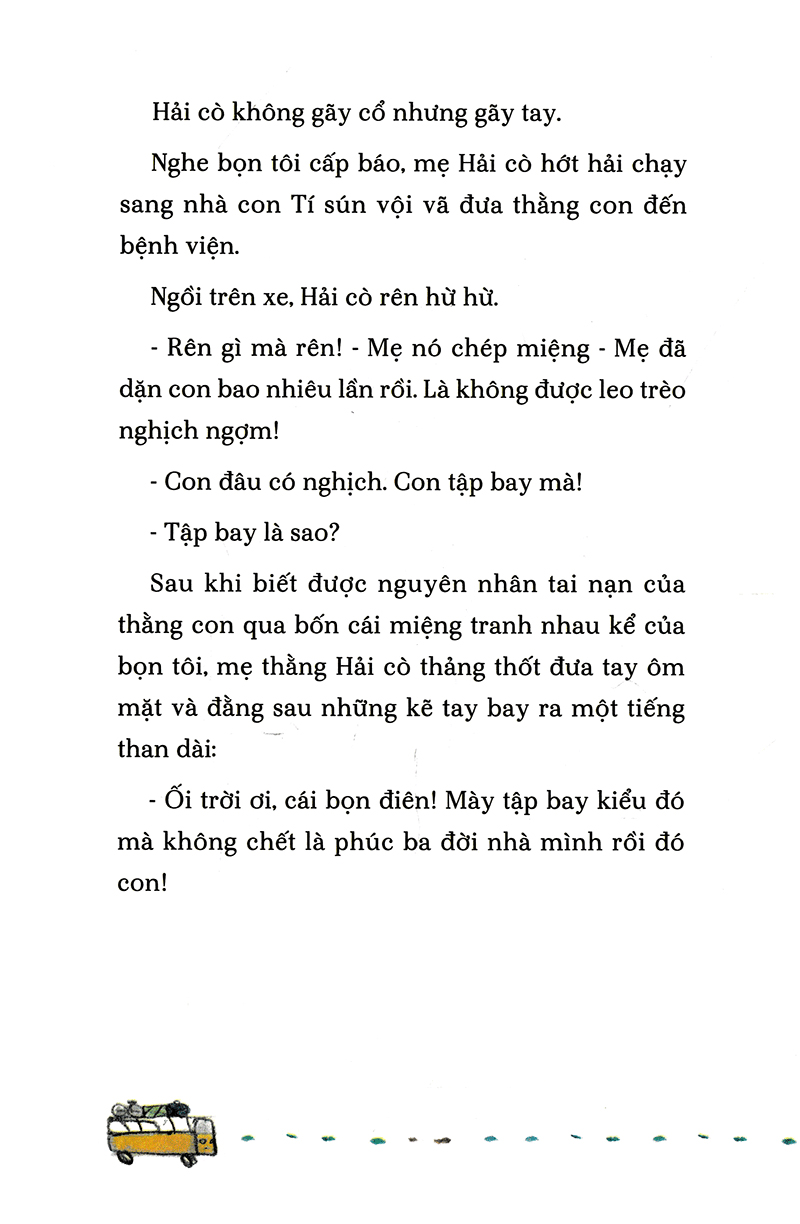 Hải cò không gãy cổ nhưng gãy tay.
Nghe bọn tôi cấp báo, mẹ Hải cò hớt hải chạy
sang nhà con Tí sún vội vã đưa thằng con đến
bệnh viện.
Ngồi trên xe, Hải cò rên hừ hừ.
- Rên gì mà rên! - Mẹ nó chép miệng - Mẹ đã
dặn con bao nhiêu lần rồi. Là không được leo trèo
nghịch ngợm!
- Con đâu có nghịch. Con tập bay mà!
- Tập bay là sao?
Sau khi biết được nguyên nhân tai nạn của
thằng con qua bốn cái miệng tranh nhau kể của
bọn tôi, mẹ thằng Hải cò thảng thốt đưa tay ôm
mặt và đằng sau những kẽ tay bay ra một tiếng
than dài:
- Ối trời ơi, cái bọn điên! Mày tập bay kiểu đó
mà không chết là phúc ba đời nhà mình rồi đó
con!